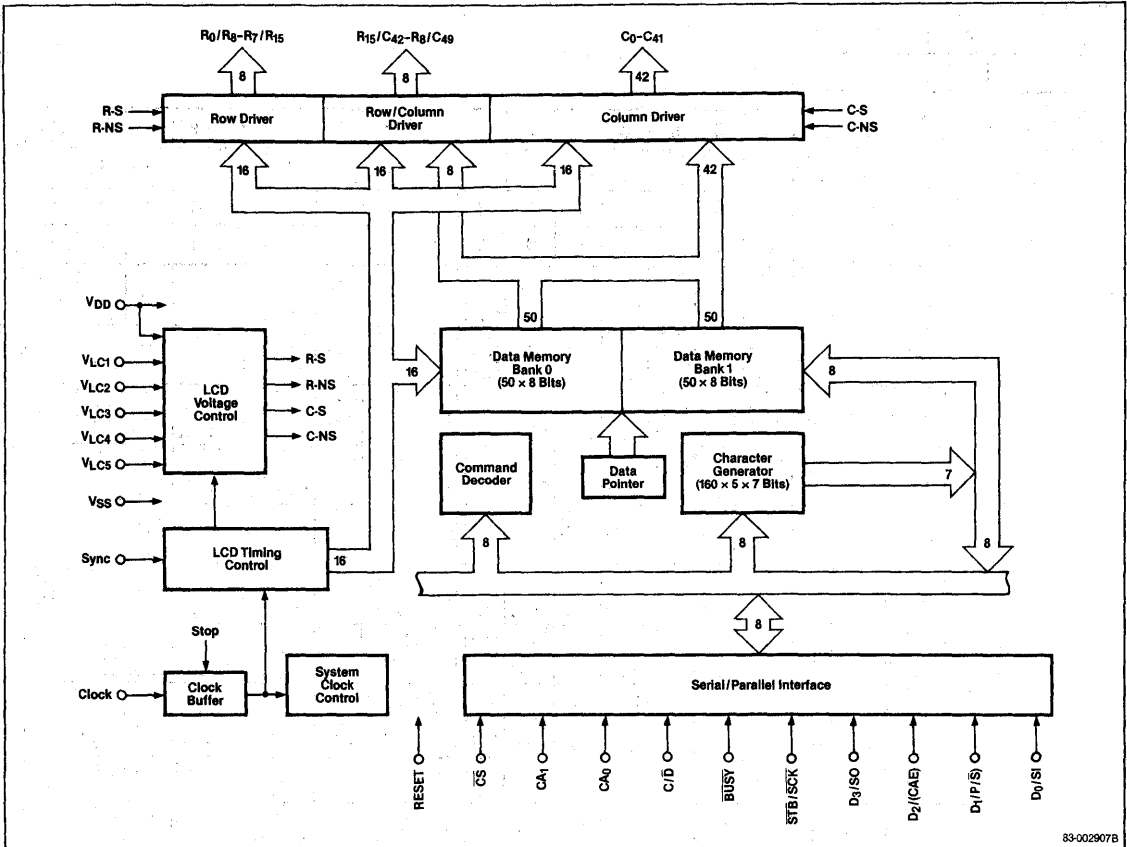 R0/R8–R7/R15
R15/C42–R8/C49
C0–C41
8
8
42
R-S
R-NS
Row Driver
Row/Column
Driver
Column Driver
C-S
C-NS
16
16
8
16
42
VDD
50
50
VLC1
VLC2
VLC3
VLC4
VLC5
LCD
Voltage
Control
R-S
R-NS
C-S
C-NS
16
Data Memory
Bank 0
(50 × 8 Bits)
Data Memory
Bank 1
(50 × 8 Bits)
8
Command
Decoder
Data
Pointer
Character
Generator
(160 × 5 × 7 Bits)
7
VSS
Sync
LCD Timing
Control
16
8
8
8
Stop
8
Clock
Clock
Buffer
System
Clock
Control
Serial/Parallel Interface
RESET
C̅S̅
CA1
CA0
C/D̅
B̅U̅S̅Y̅
S̅T̅B̅/S̅C̅K̅
D3/SO
D2/(CAE)
D1/P/S̅)
D0/SI
83-002907B